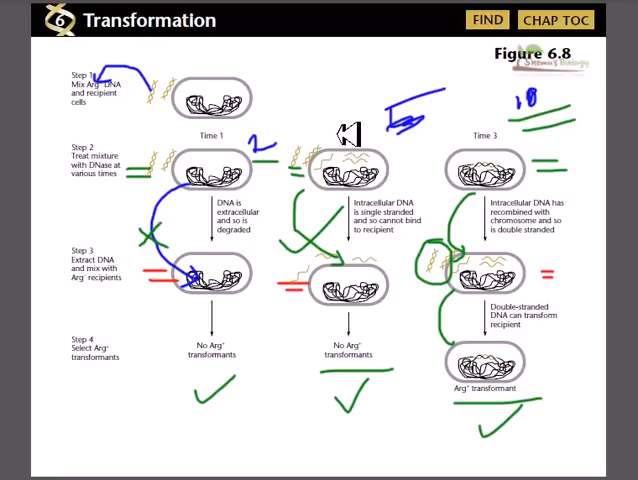 6 Transformation
FIND
CHAP TOC
Figure 6.8
Shomu's Biology
Step 1
Mix Arg⁺ DNA
and recipient
cells
Time 1
2
Time 3
10
Step 2
Treat mixture
with DNase at
various times
DNA is
extracellular
and so is
degraded
Intracellular DNA
is single stranded
and so cannot bind
to recipient
Intracellular DNA has
recombined with
chromosome and so
is double stranded
Step 3
Extract DNA
and mix with
Arg⁻ recipients
Double-stranded
DNA can transform
recipient
Step 4
Select Arg⁺
transformants
No Arg⁺
transformants
No Arg⁺
transformants
Arg⁺ transformant